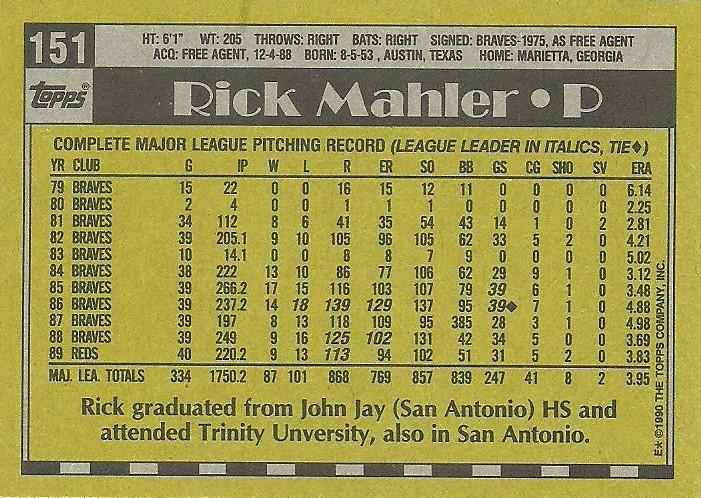 151
HT: 6'1" WT: 205 THROWS: RIGHT BATS: RIGHT SIGNED: BRAVES-1975, AS FREE AGENT
ACQ: FREE AGENT, 12-4-88 BORN: 8-5-53 , AUSTIN, TEXAS HOME: MARIETTA, GEORGIA
topps®
Rick Mahler • P
COMPLETE MAJOR LEAGUE PITCHING RECORD (LEAGUE LEADER IN ITALICS, TIE♦)
YR CLUB G IP W L R ER SO BB GS CG SHO SV ERA
79 BRAVES 15 22 0 0 16 15 12 11 0 0 0 0 6.14
80 BRAVES 2 4 0 0 1 1 1 0 0 0 0 0 2.25
81 BRAVES 34 112 8 6 41 35 54 43 14 1 0 2 2.81
82 BRAVES 39 205.1 9 10 105 96 105 62 33 5 2 0 4.21
83 BRAVES 10 14.1 0 0 8 8 7 9 0 0 0 0 5.02
84 BRAVES 38 222 13 10 86 77 106 62 29 9 1 0 3.12
85 BRAVES 39 266.2 17 15 116 103 107 79 39 6 1 0 3.48
86 BRAVES 39 237.2 14 18 139 129 137 95 39♦ 7 1 0 4.88
87 BRAVES 39 197 8 13 118 109 95 385 28 3 1 0 4.98
88 BRAVES 39 249 9 16 125 102 131 42 34 5 0 0 3.69
89 REDS 40 220.2 9 13 113 94 102 51 31 5 2 0 3.83
MAJ. LEA. TOTALS 334 1750.2 87 101 868 769 857 839 247 41 8 2 3.95
Rick graduated from John Jay (San Antonio) HS and
attended Trinity Unversity, also in San Antonio.
E* ©1990 THE TOPPS COMPANY, INC.